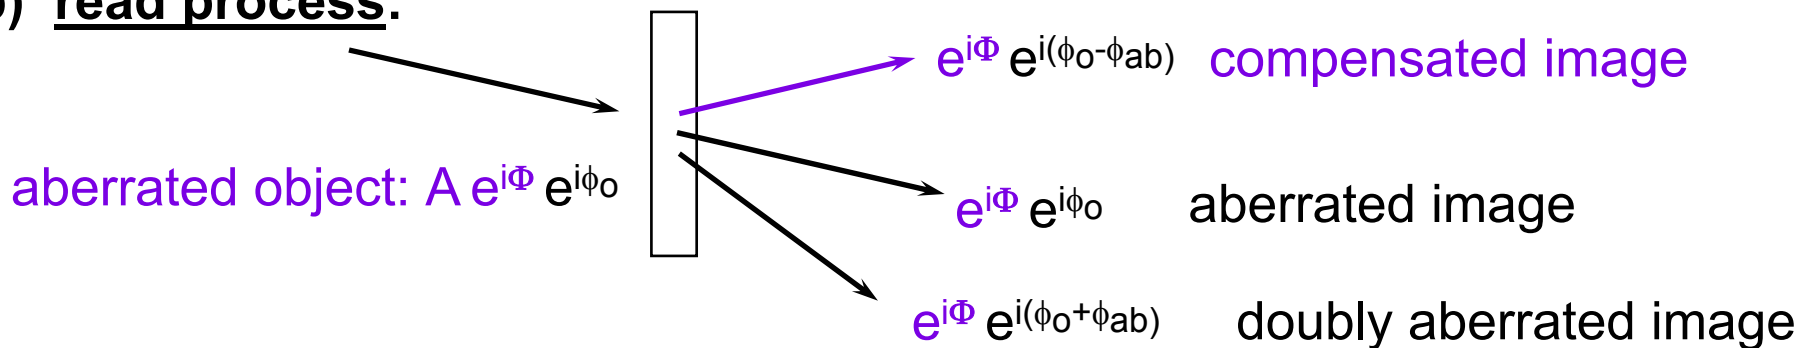 ) read process:
e^{iΦ} e^{i(ϕo-ϕab)} compensated image
aberrated object: A e^{iΦ} e^{iϕo}
e^{iΦ} e^{iϕo} aberrated image
e^{iΦ} e^{i(ϕo+ϕab)} doubly aberrated image